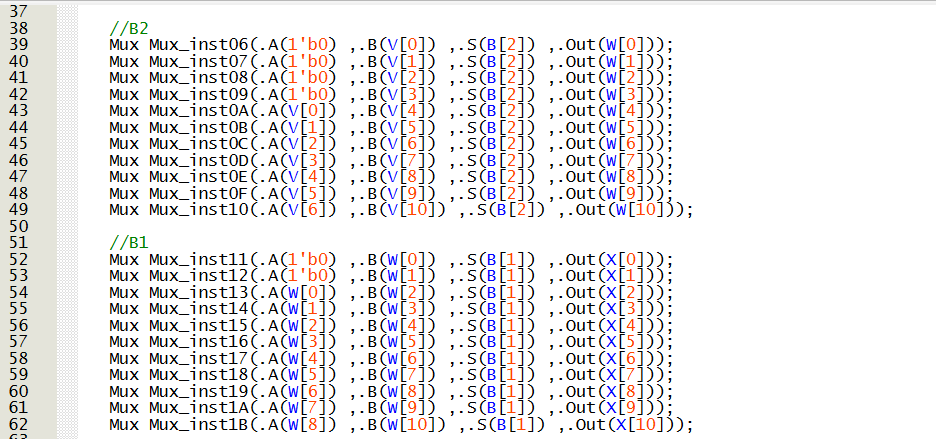 37
38 //B2
39 Mux Mux_inst06(.A(1'b0) ,.B(V[0]) ,.S(B[2]) ,.Out(W[0]));
40 Mux Mux_inst07(.A(1'b0) ,.B(V[1]) ,.S(B[2]) ,.Out(W[1]));
41 Mux Mux_inst08(.A(1'b0) ,.B(V[2]) ,.S(B[2]) ,.Out(W[2]));
42 Mux Mux_inst09(.A(1'b0) ,.B(V[3]) ,.S(B[2]) ,.Out(W[3]));
43 Mux Mux_inst0A(.A(V[0]) ,.B(V[4]) ,.S(B[2]) ,.Out(W[4]));
44 Mux Mux_inst0B(.A(V[1]) ,.B(V[5]) ,.S(B[2]) ,.Out(W[5]));
45 Mux Mux_inst0C(.A(V[2]) ,.B(V[6]) ,.S(B[2]) ,.Out(W[6]));
46 Mux Mux_inst0D(.A(V[3]) ,.B(V[7]) ,.S(B[2]) ,.Out(W[7]));
47 Mux Mux_inst0E(.A(V[4]) ,.B(V[8]) ,.S(B[2]) ,.Out(W[8]));
48 Mux Mux_inst0F(.A(V[5]) ,.B(V[9]) ,.S(B[2]) ,.Out(W[9]));
49 Mux Mux_inst10(.A(V[6]) ,.B(V[10]) ,.S(B[2]) ,.Out(W[10]));
50
51 //B1
52 Mux Mux_inst11(.A(1'b0) ,.B(W[0]) ,.S(B[1]) ,.Out(X[0]));
53 Mux Mux_inst12(.A(1'b0) ,.B(W[1]) ,.S(B[1]) ,.Out(X[1]));
54 Mux Mux_inst13(.A(W[0]) ,.B(W[2]) ,.S(B[1]) ,.Out(X[2]));
55 Mux Mux_inst14(.A(W[1]) ,.B(W[3]) ,.S(B[1]) ,.Out(X[3]));
56 Mux Mux_inst15(.A(W[2]) ,.B(W[4]) ,.S(B[1]) ,.Out(X[4]));
57 Mux Mux_inst16(.A(W[3]) ,.B(W[5]) ,.S(B[1]) ,.Out(X[5]));
58 Mux Mux_inst17(.A(W[4]) ,.B(W[6]) ,.S(B[1]) ,.Out(X[6]));
59 Mux Mux_inst18(.A(W[5]) ,.B(W[7]) ,.S(B[1]) ,.Out(X[7]));
60 Mux Mux_inst19(.A(W[6]) ,.B(W[8]) ,.S(B[1]) ,.Out(X[8]));
61 Mux Mux_inst1A(.A(W[7]) ,.B(W[9]) ,.S(B[1]) ,.Out(X[9]));
62 Mux Mux_inst1B(.A(W[8]) ,.B(W[10]) ,.S(B[1]) ,.Out(X[10]));